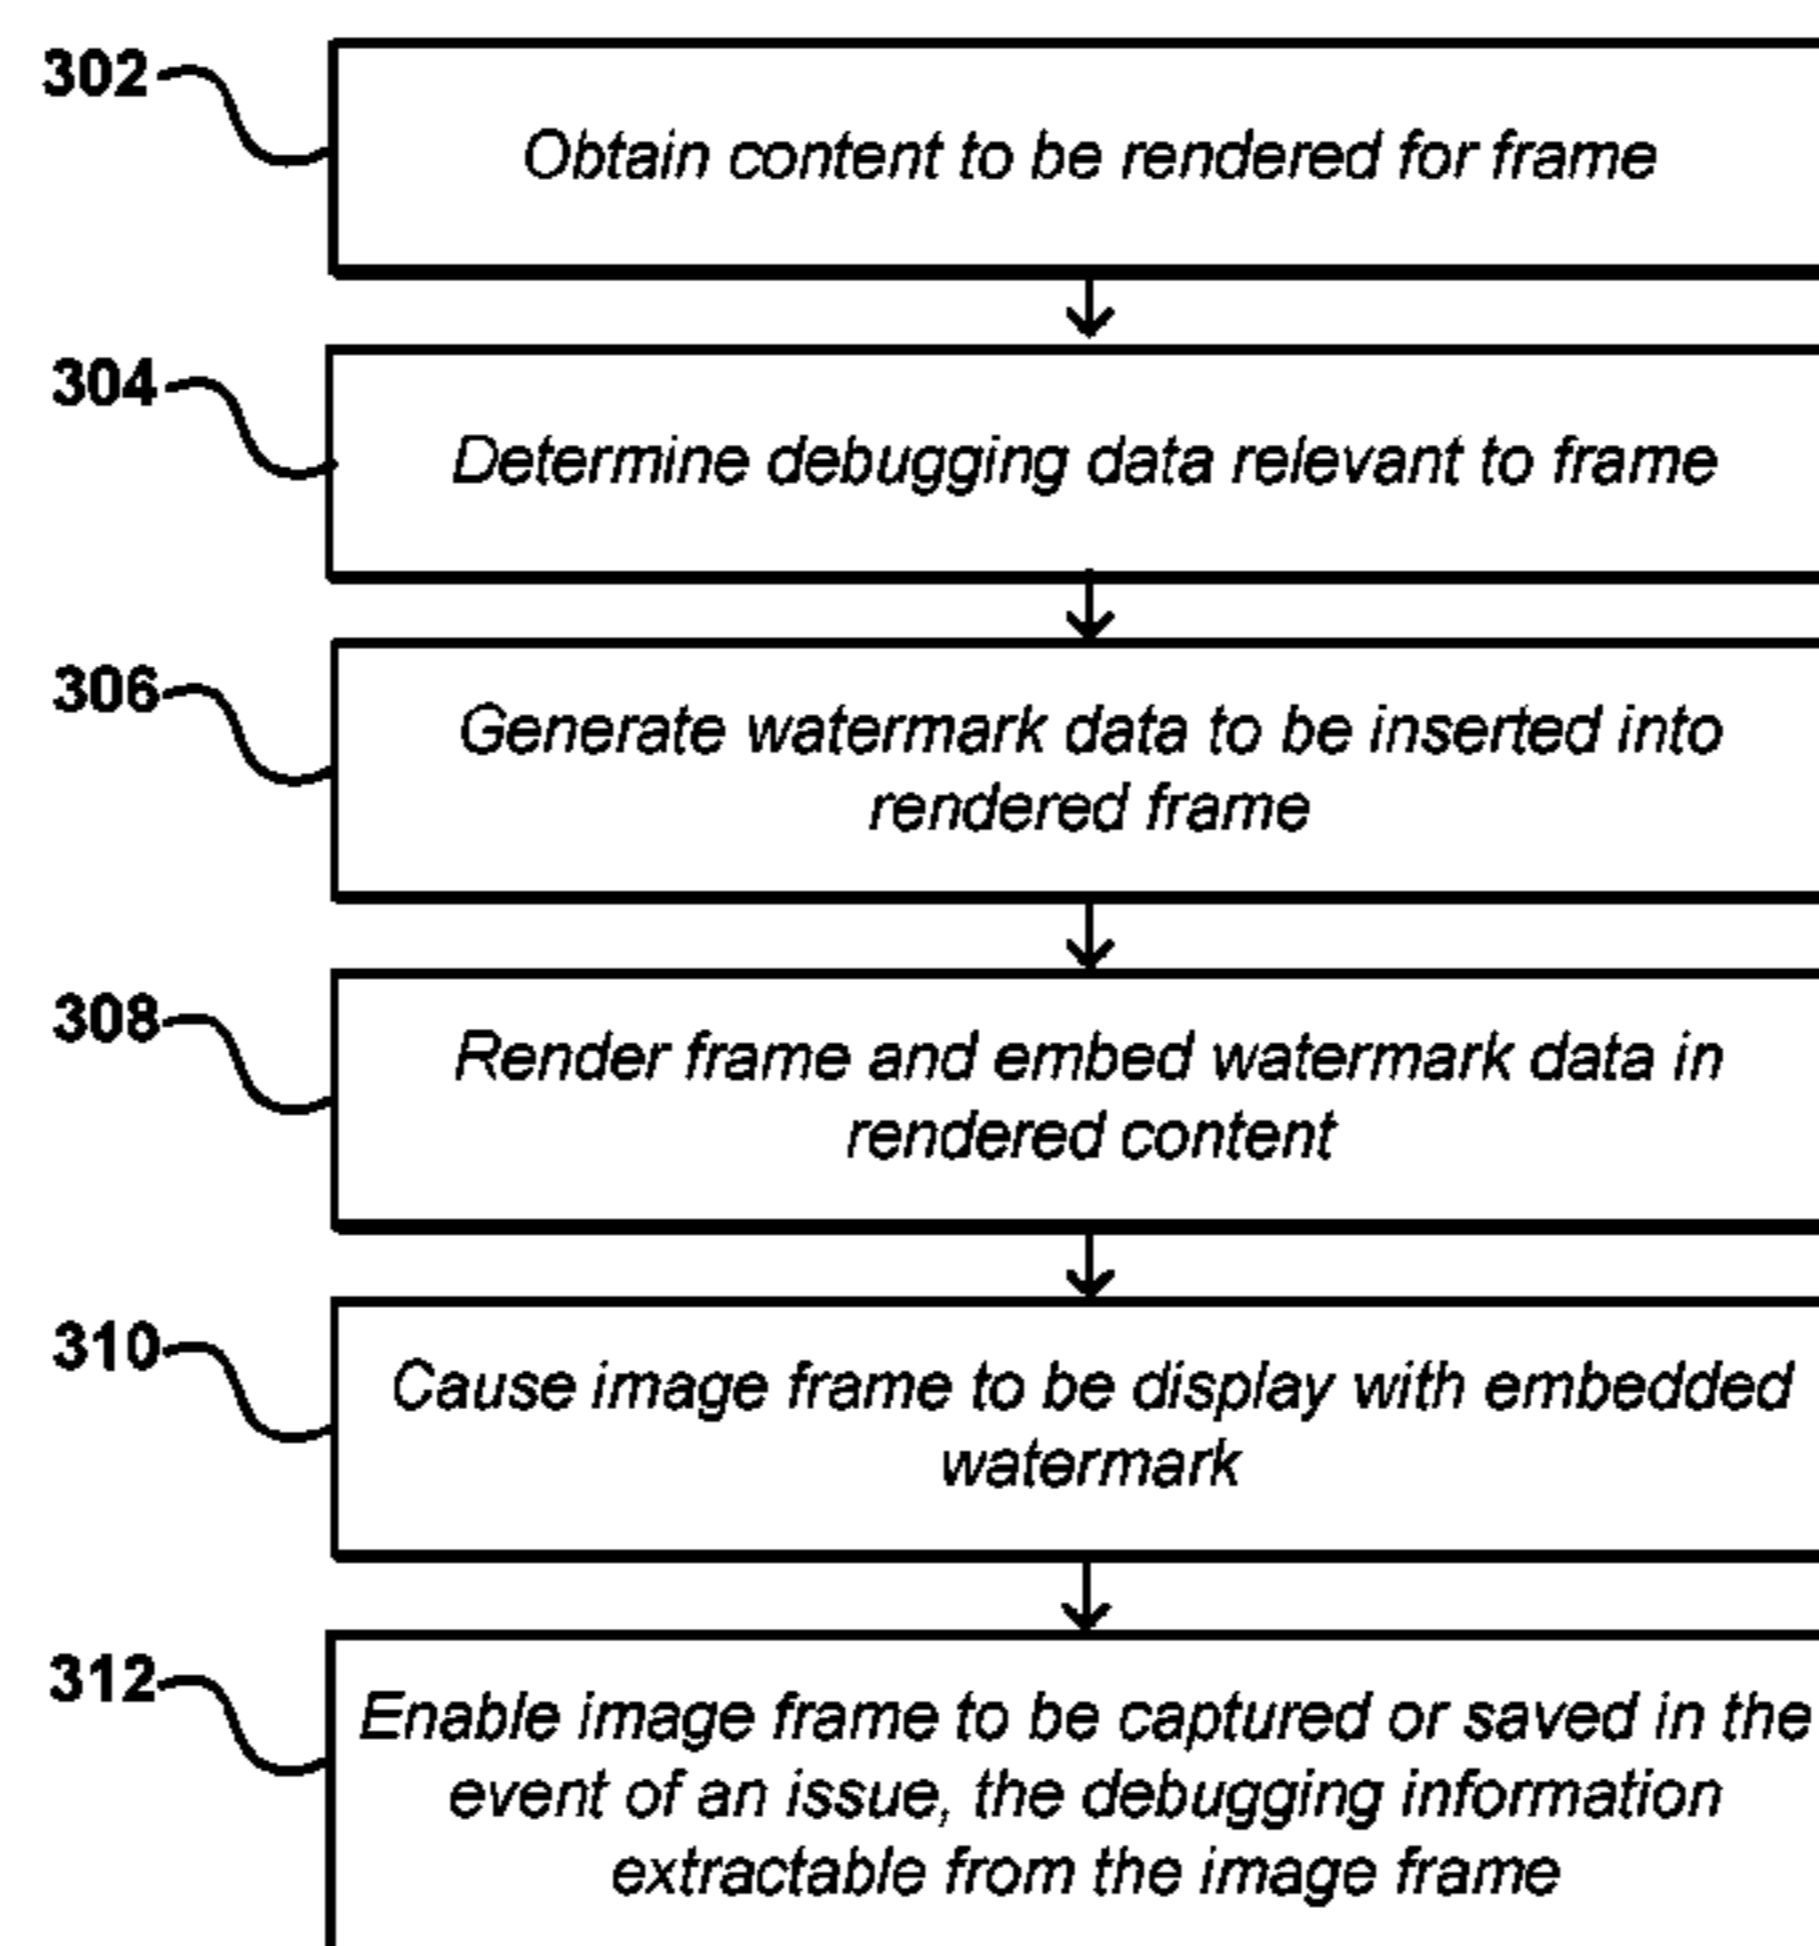 302
Obtain content to be rendered for frame
304
Determine debugging data relevant to frame
306
Generate watermark data to be inserted into
rendered frame
308
Render frame and embed watermark data in
rendered content
310
Cause image frame to be display with embedded
watermark
312
Enable image frame to be captured or saved in the
event of an issue, the debugging information
extractable from the image frame